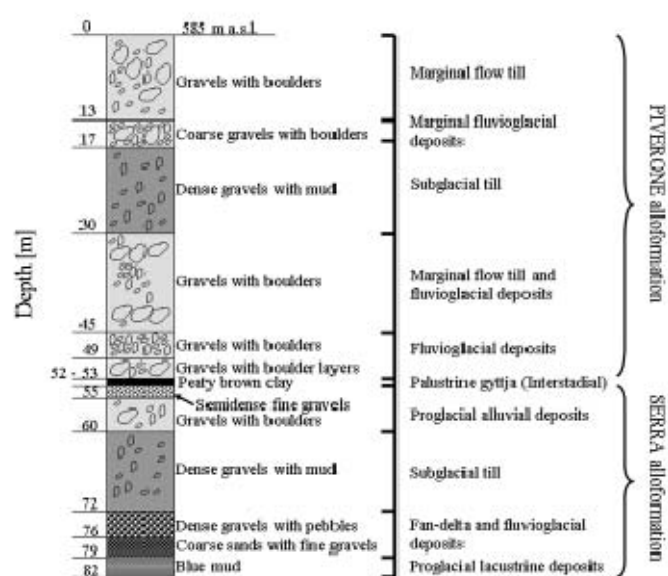 0 585 m a.s.l.
Gravels with boulders Marginal flow till
13
Coarse gravels with boulders Marginal fluvioglacial
17 deposits
Dense gravels with mud Subglacial till
30
Depth [m]
Gravels with boulders Marginal flow till and
fluvioglacial deposits
45
Gravels with boulders Fluvioglacial deposits
49
Gravels with boulder layers
52 - 53
Peaty brown clay Palustrine gyttja (Interstadial)
55
Semidense fine gravels
Gravels with boulders Proglacial alluvial deposits
60
Dense gravels with mud Subglacial till
72
Dense gravels with pebbles Fan-delta and fluvioglacial
76 deposits
Coarse sands with fine gravels
79
Blue mud Proglacial lacustrine deposits
82
PIVERONE alloformation
SERRA alloformation